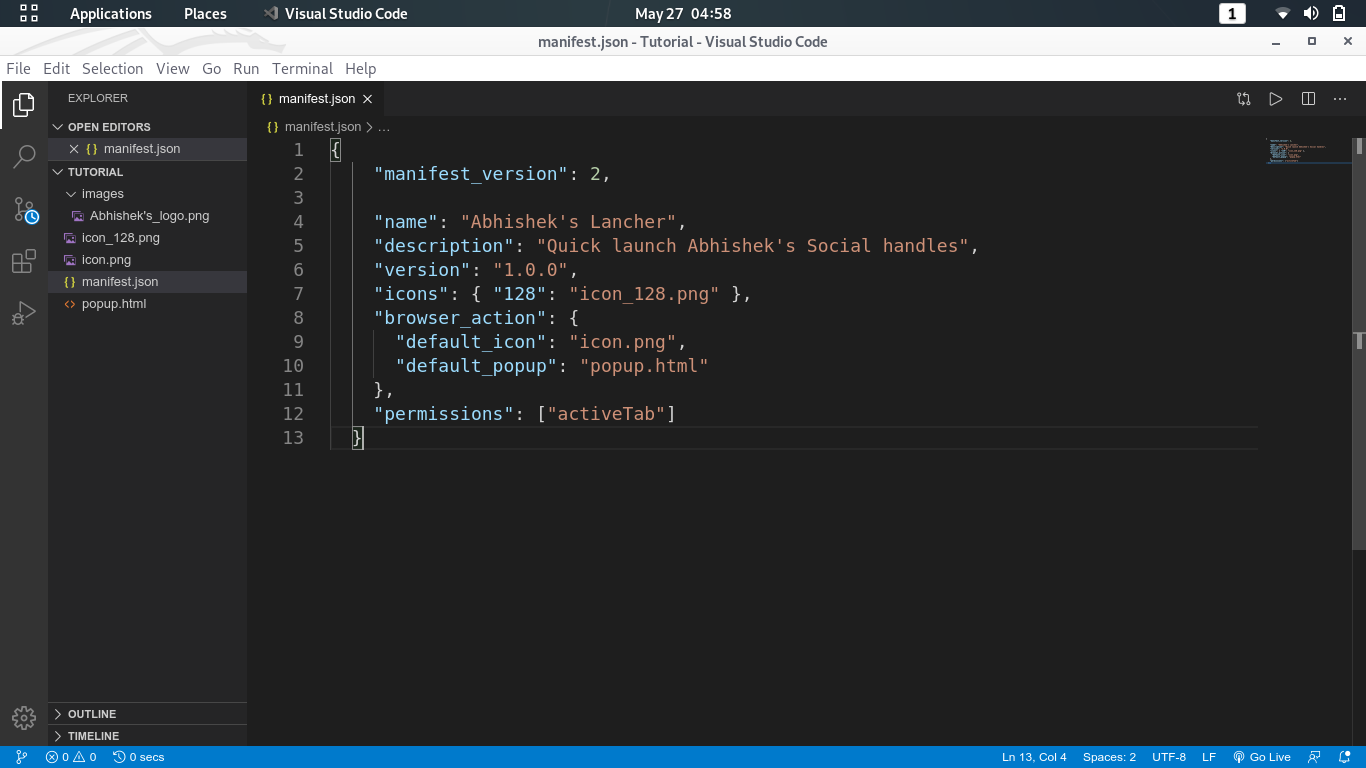 Applications Places Visual Studio Code May 27 04:58 1
manifest.json - Tutorial - Visual Studio Code
File Edit Selection View Go Run Terminal Help
EXPLORER
OPEN EDITORS
{} manifest.json
TUTORIAL
images
Abhishek's_logo.png
icon_128.png
icon.png
{} manifest.json
<> popup.html
OUTLINE
TIMELINE
{} manifest.json
{} manifest.json > ...
1 {
2 "manifest_version": 2,
3
4 "name": "Abhishek's Lancher",
5 "description": "Quick launch Abhishek's Social handles",
6 "version": "1.0.0",
7 "icons": { "128": "icon_128.png" },
8 "browser_action": {
9 "default_icon": "icon.png",
10 "default_popup": "popup.html"
11 },
12 "permissions": ["activeTab"]
13 }
0 0 0 secs Ln 13, Col 4 Spaces: 2 UTF-8 LF Go Live